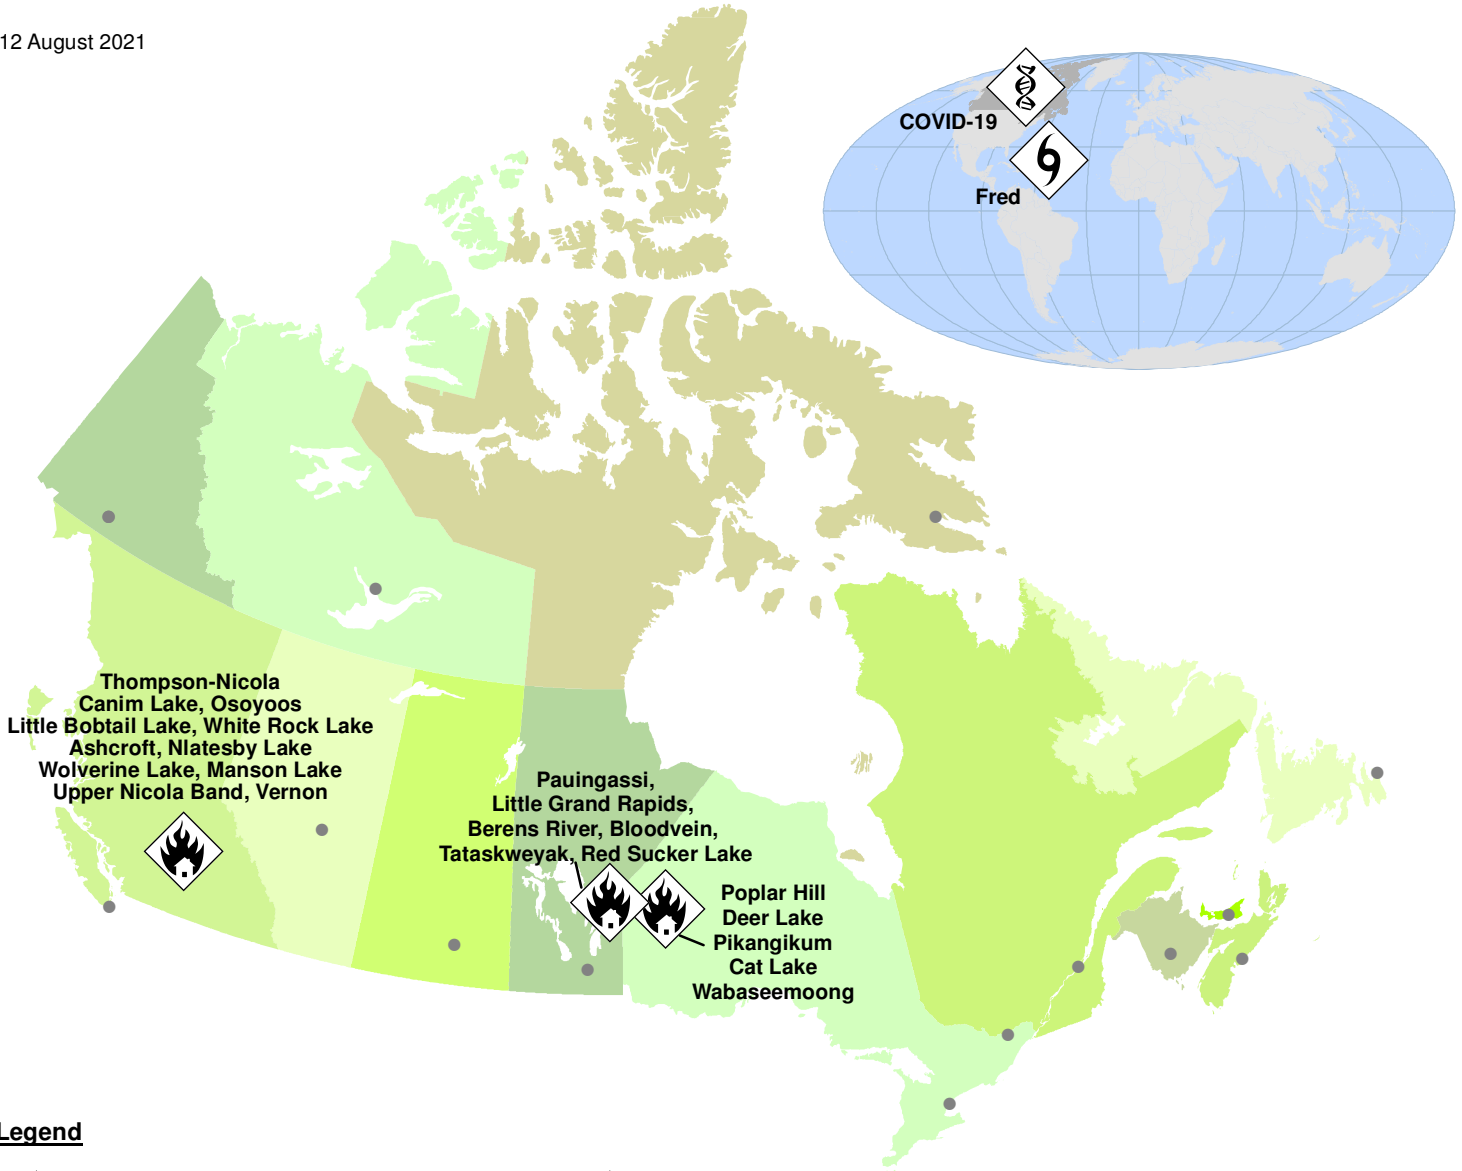 12 August 2021
COVID-19
Fred
Thompson-Nicola
Canim Lake, Osoyoos
Little Bobtail Lake, White Rock Lake
Ashcroft, Nlatesby Lake
Wolverine Lake, Manson Lake
Upper Nicola Band, Vernon
Pauingassi,
Little Grand Rapids,
Berens River, Bloodvein,
Tataskweyak, Red Sucker Lake
Poplar Hill
Deer Lake
Pikangikum
Cat Lake
Wabaseemoong
Legend